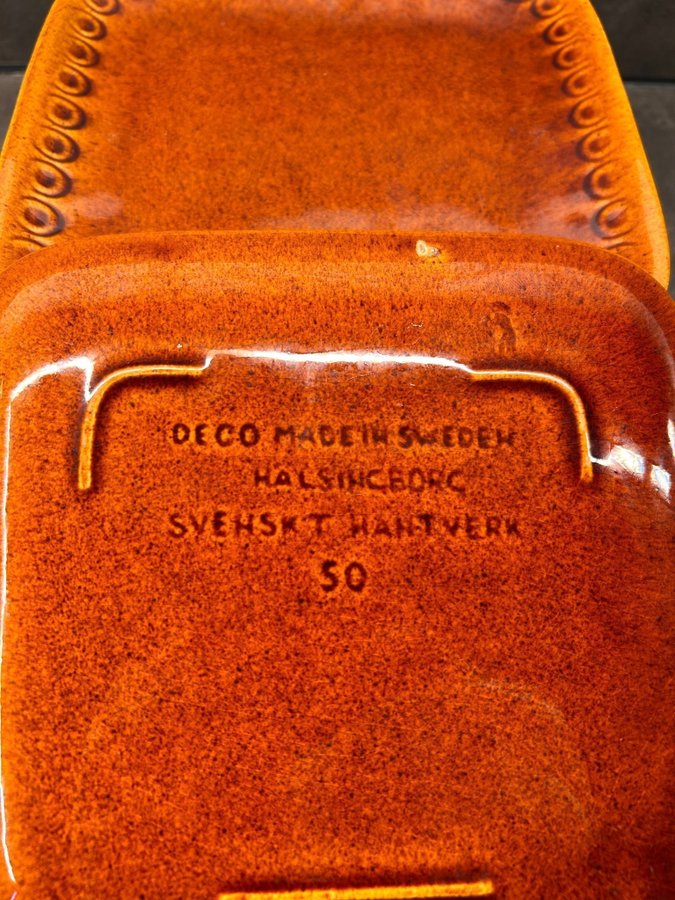 DECO MADE IN SWEDEN
HALSINGBORG
SVENSKT HANTVERK
50